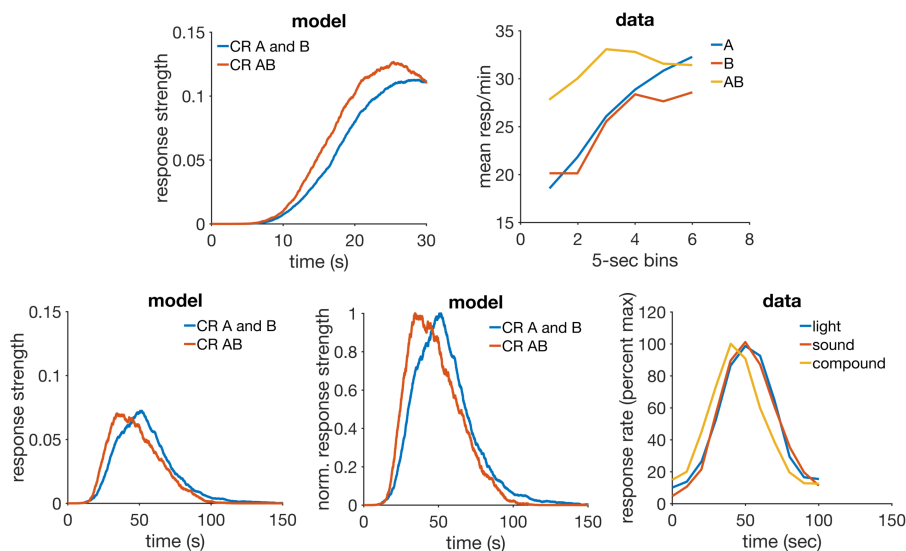 model
CR A and B
CR AB
0.15
0.1
0.05
0
response strength
0
10
20
30
time (s)
data
A
B
AB
35
30
25
20
15
mean resp/min
0
2
4
6
8
5-sec bins
model
CR A and B
CR AB
0.15
0.1
0.05
0
response strength
0
50
100
150
time (s)
model
CR A and B
CR AB
1
0.8
0.6
0.4
0.2
0
norm. response strength
0
50
100
150
time (s)
data
light
sound
compound
120
100
80
60
40
20
0
response rate (percent max)
0
50
100
150
time (sec)